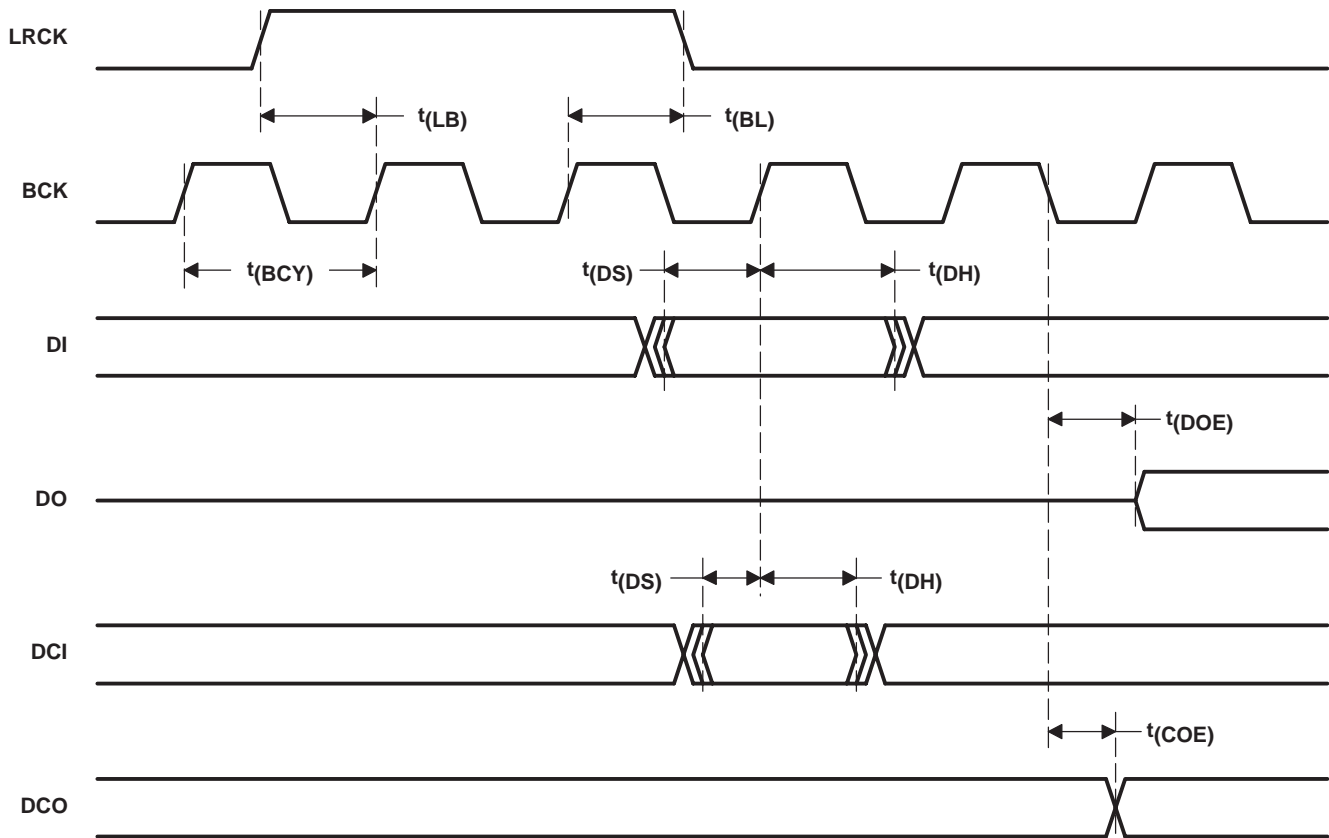 LRCK
t(LB)
t(BL)
BCK
t(BCY)
t(DS)
t(DH)
DI
t(DOE)
DO
t(DS)
t(DH)
DCI
t(COE)
DCO